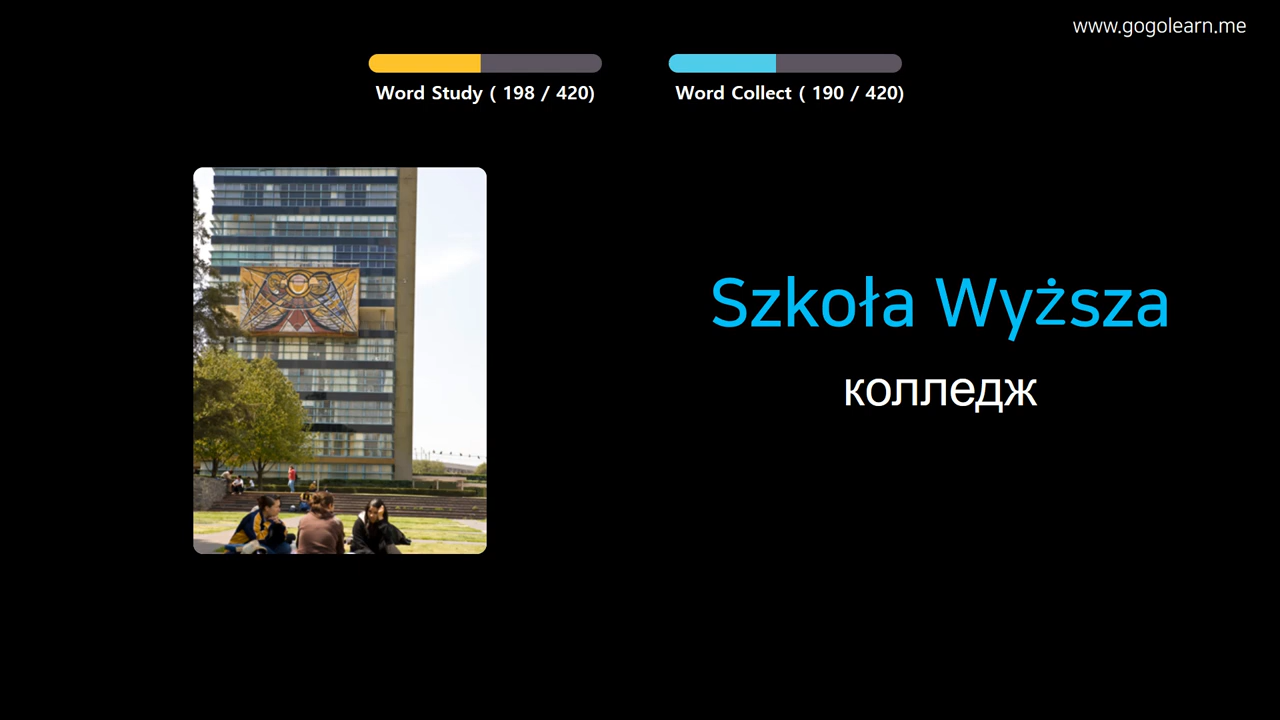 www.gogolearn.me
Word Study ( 198 / 420)
Word Collect ( 190 / 420)
Szkoła Wyższa
колледж